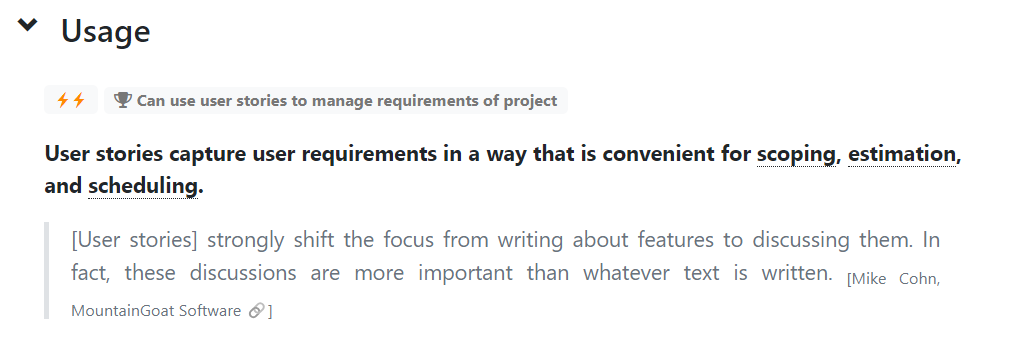 Usage
Can use user stories to manage requirements of project
User stories capture user requirements in a way that is convenient for scoping, estimation,
and scheduling.
[User stories] strongly shift the focus from writing about features to discussing them. In
fact, these discussions are more important than whatever text is written. [Mike Cohn,
MountainGoat Software ]